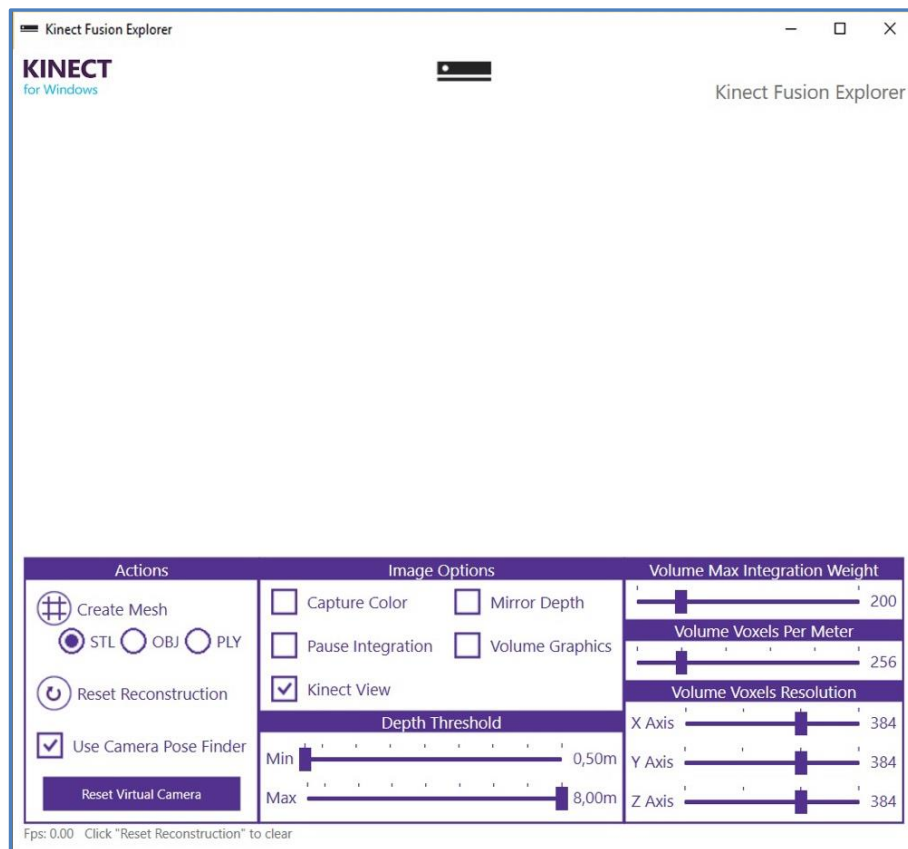 Kinect Fusion Explorer
KINECT
for Windows
Kinect Fusion Explorer
Actions
Create Mesh
STL OBJ PLY
Reset Reconstruction
Use Camera Pose Finder
Reset Virtual Camera
Image Options
Capture Color Mirror Depth
Pause Integration Volume Graphics
Kinect View
Depth Threshold
Min 0,50m
Max 8,00m
Volume Max Integration Weight
200
Volume Voxels Per Meter
256
Volume Voxels Resolution
X Axis 384
Y Axis 384
Z Axis 384
Fps: 0.00 Click "Reset Reconstruction" to clear